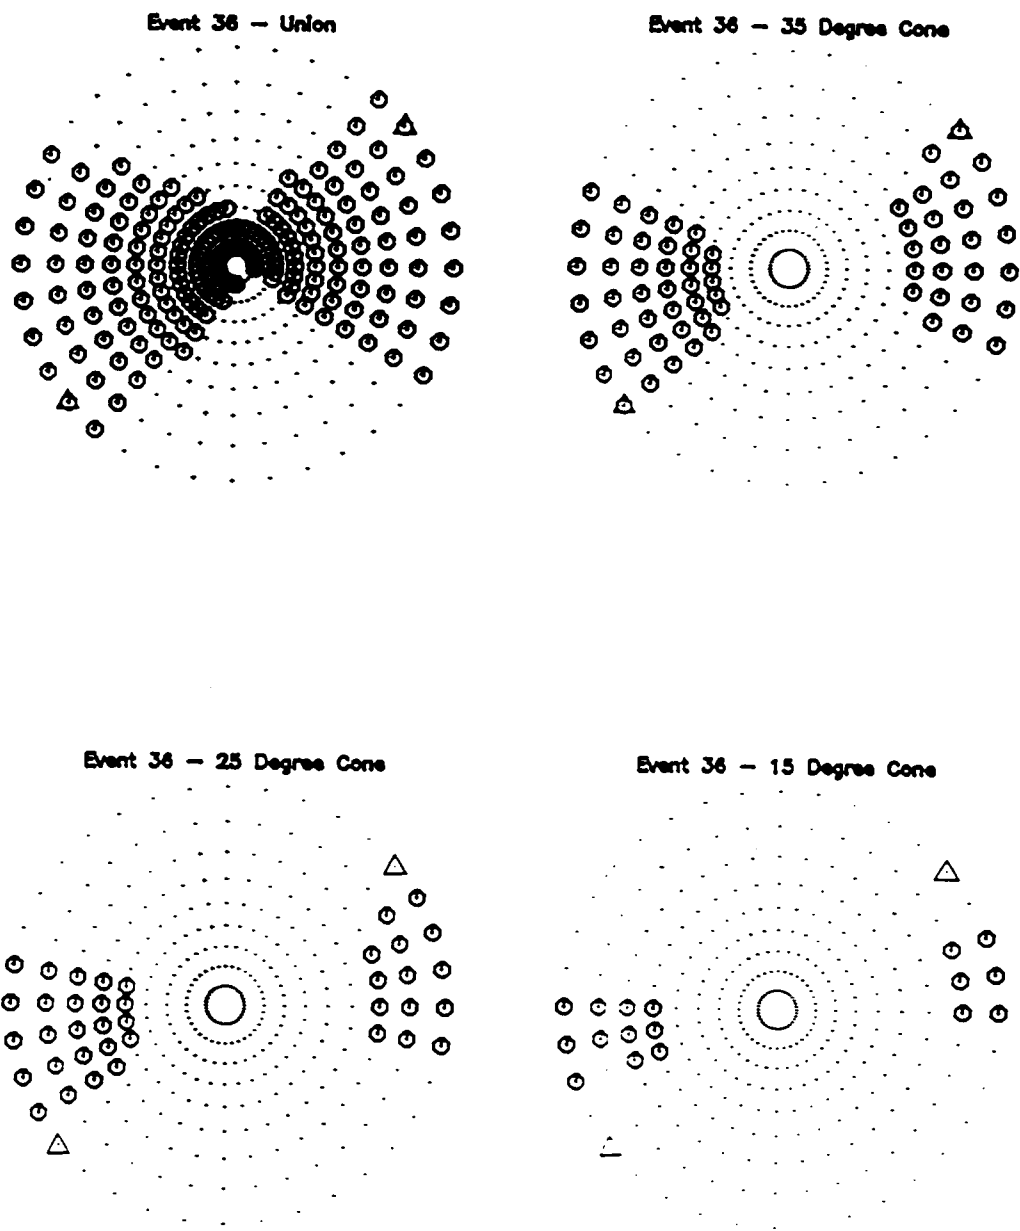 Event 36 — Union
Event 36 — 35 Degree Cone
Event 36 — 25 Degree Cone
Event 36 — 15 Degree Cone